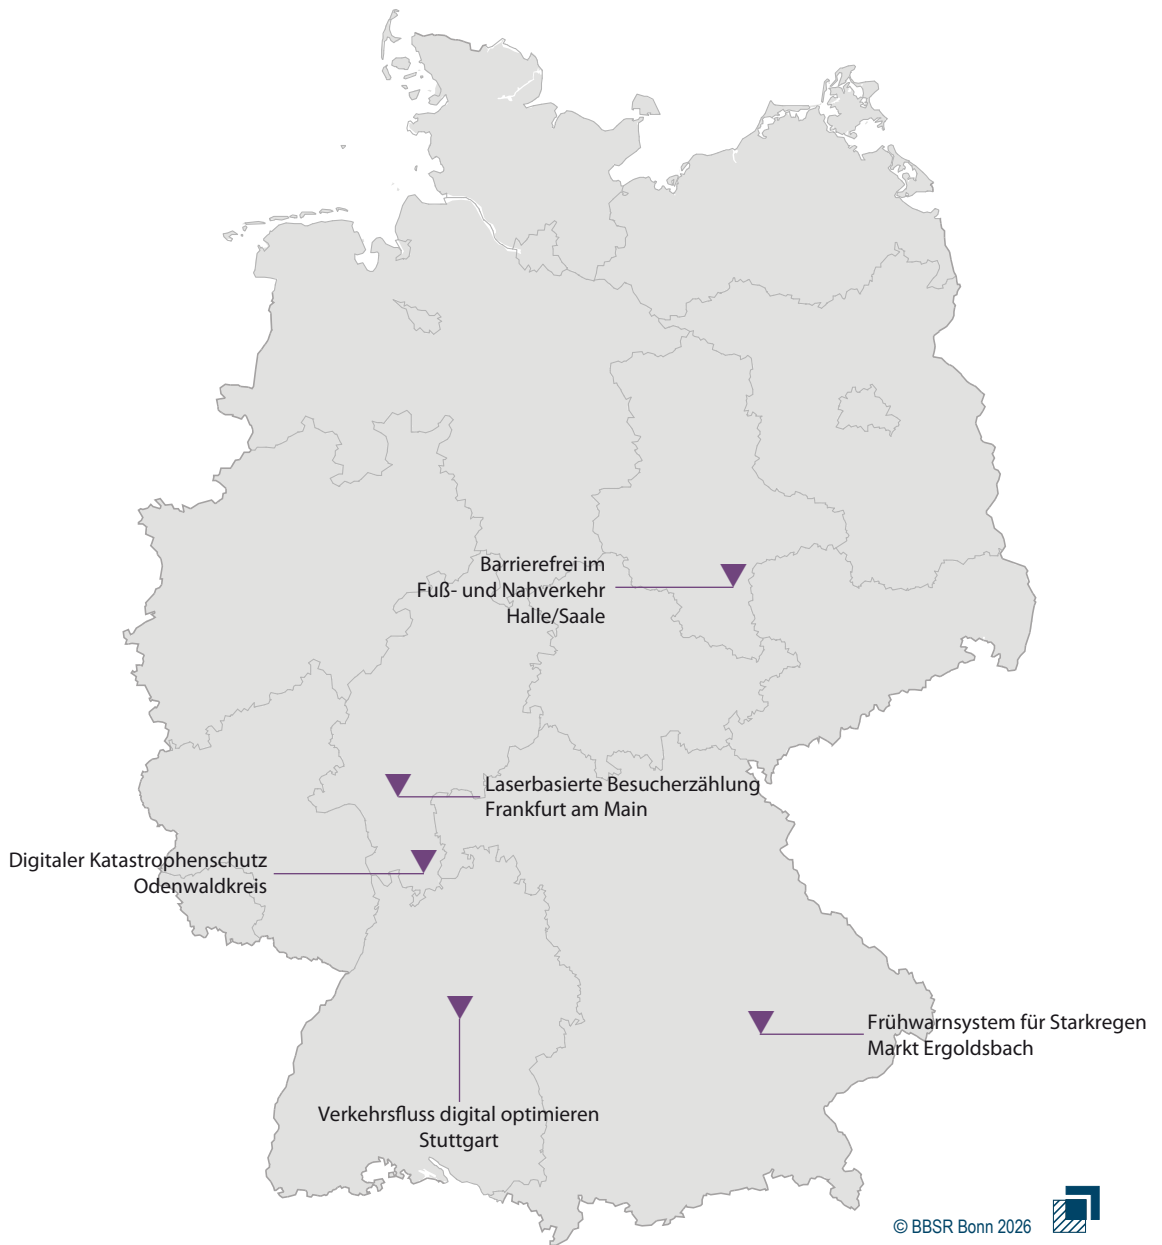 Barrierefrei im
Fuß- und Nahverkehr
Halle/Saale
Laserbasierte Besucherzählung
Frankfurt am Main
Digitaler Katastrophenschutz
Odenwaldkreis
Frühwarnsystem für Starkregen
Markt Ergoldsbach
Verkehrsfluss digital optimieren
Stuttgart
© BBSR Bonn 2026